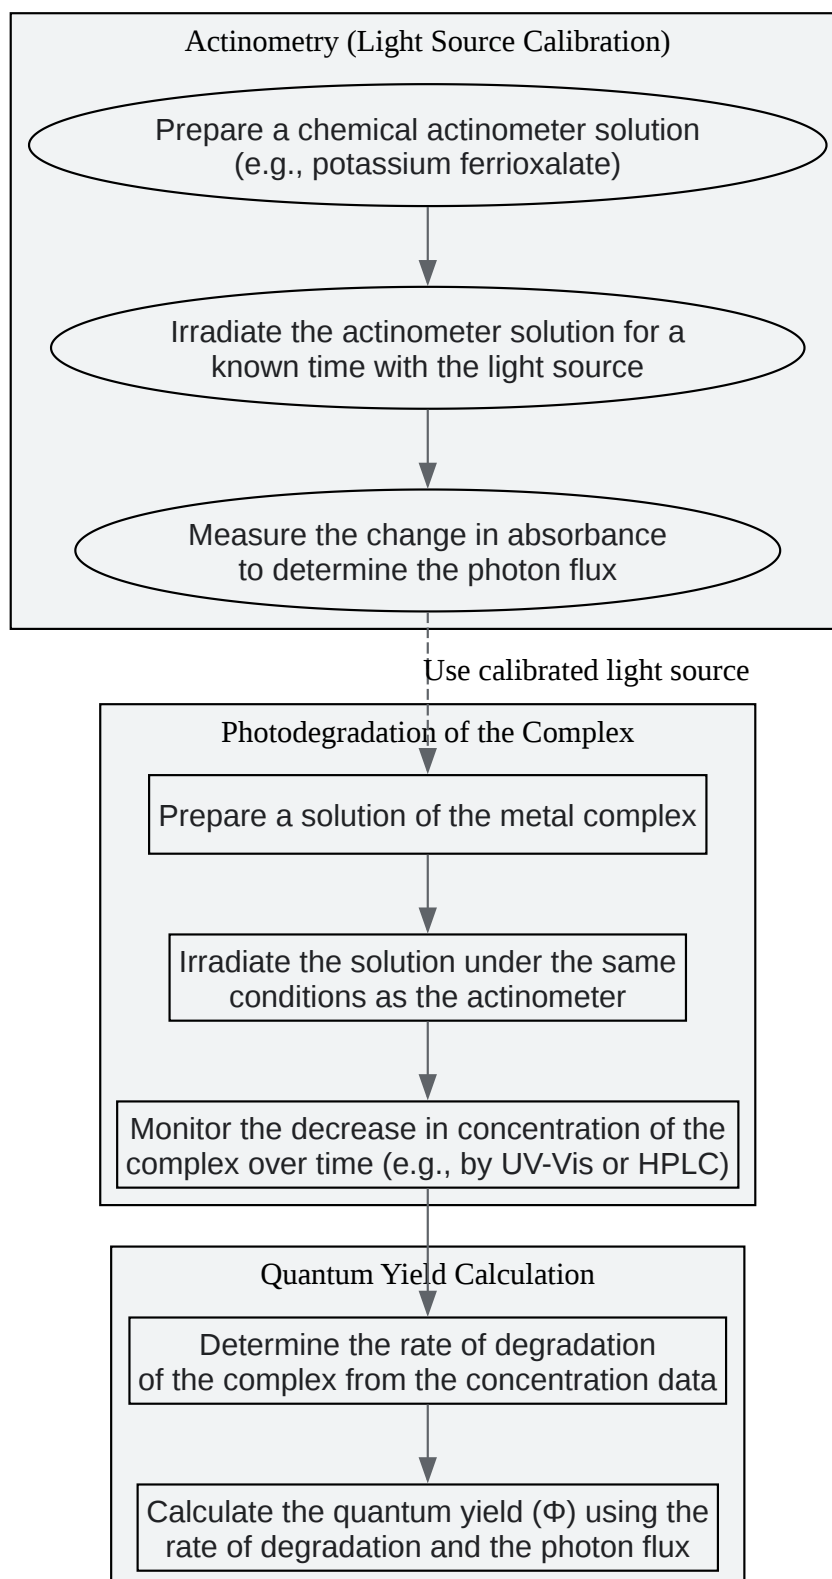 Actinometry (Light Source Calibration)
Prepare a chemical actinometer solution
(e.g., potassium ferrioxalate)
Irradiate the actinometer solution for a
known time with the light source
Measure the change in absorbance
to determine the photon flux
Use calibrated light source
Photodegradation of the Complex
Prepare a solution of the metal complex
Irradiate the solution under the same
conditions as the actinometer
Monitor the decrease in concentration of the
complex over time (e.g., by UV-Vis or HPLC)
Quantum Yield Calculation
Determine the rate of degradation
of the complex from the concentration data
Calculate the quantum yield (Φ) using the
rate of degradation and the photon flux